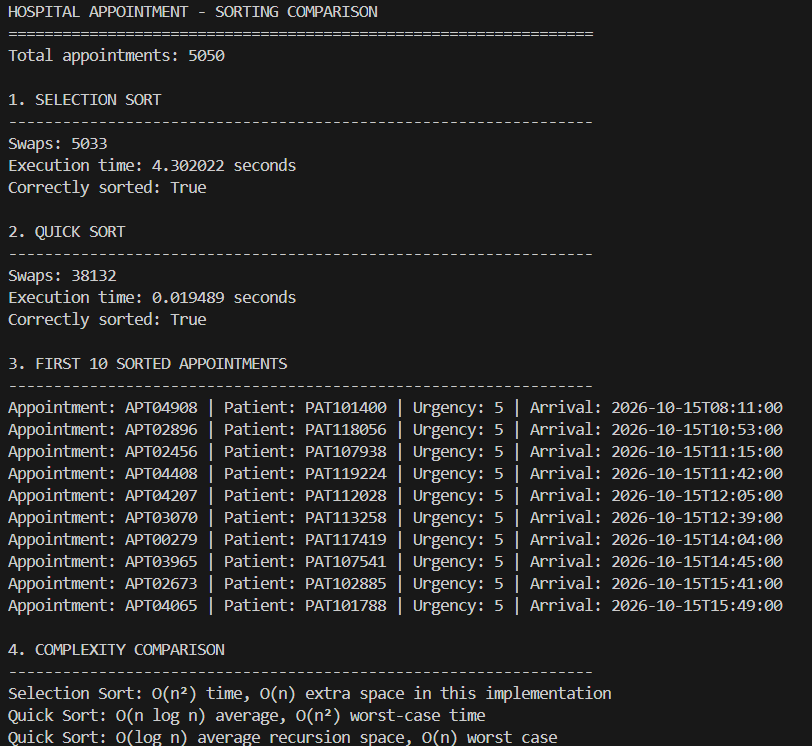 HOSPITAL APPOINTMENT - SORTING COMPARISON
=================================================================
Total appointments: 5050
1. SELECTION SORT
-----------------------------------------------------------------
Swaps: 5033
Execution time: 4.302022 seconds
Correctly sorted: True
2. QUICK SORT
-----------------------------------------------------------------
Swaps: 38132
Execution time: 0.019489 seconds
Correctly sorted: True
3. FIRST 10 SORTED APPOINTMENTS
-----------------------------------------------------------------
Appointment: APT04908 | Patient: PAT101400 | Urgency: 5 | Arrival: 2026-10-15T08:11:00
Appointment: APT02896 | Patient: PAT118056 | Urgency: 5 | Arrival: 2026-10-15T10:53:00
Appointment: APT02456 | Patient: PAT107938 | Urgency: 5 | Arrival: 2026-10-15T11:15:00
Appointment: APT04408 | Patient: PAT119224 | Urgency: 5 | Arrival: 2026-10-15T11:42:00
Appointment: APT04207 | Patient: PAT112028 | Urgency: 5 | Arrival: 2026-10-15T12:05:00
Appointment: APT03070 | Patient: PAT113258 | Urgency: 5 | Arrival: 2026-10-15T12:39:00
Appointment: APT00279 | Patient: PAT117419 | Urgency: 5 | Arrival: 2026-10-15T14:04:00
Appointment: APT03965 | Patient: PAT107541 | Urgency: 5 | Arrival: 2026-10-15T14:45:00
Appointment: APT02673 | Patient: PAT102885 | Urgency: 5 | Arrival: 2026-10-15T15:41:00
Appointment: APT04065 | Patient: PAT101788 | Urgency: 5 | Arrival: 2026-10-15T15:49:00
4. COMPLEXITY COMPARISON
-----------------------------------------------------------------
Selection Sort: O(n²) time, O(n) extra space in this implementation
Quick Sort: O(n log n) average, O(n²) worst-case time
Quick Sort: O(log n) average recursion space, O(n) worst case